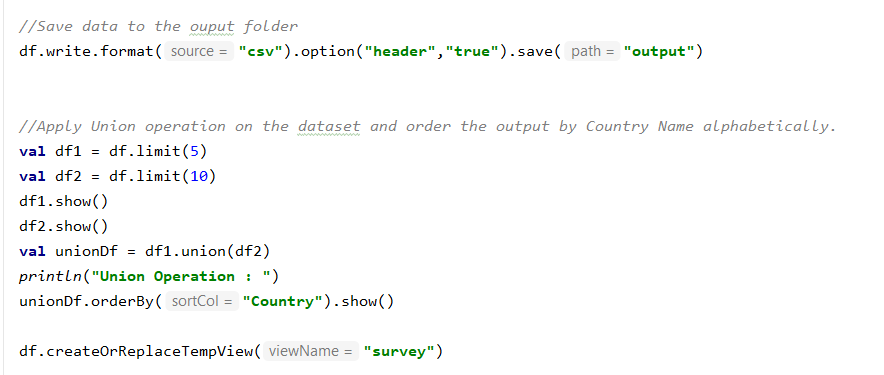 //Save data to the ouput folder
df.write.format( source = "csv").option("header","true").save( path = "output")
//Apply Union operation on the dataset and order the output by Country Name alphabetically.
val df1 = df.limit(5)
val df2 = df.limit(10)
df1.show()
df2.show()
val unionDf = df1.union(df2)
println("Union Operation : ")
unionDf.orderBy( sortCol = "Country").show()
df.createOrReplaceTempView( viewName = "survey")